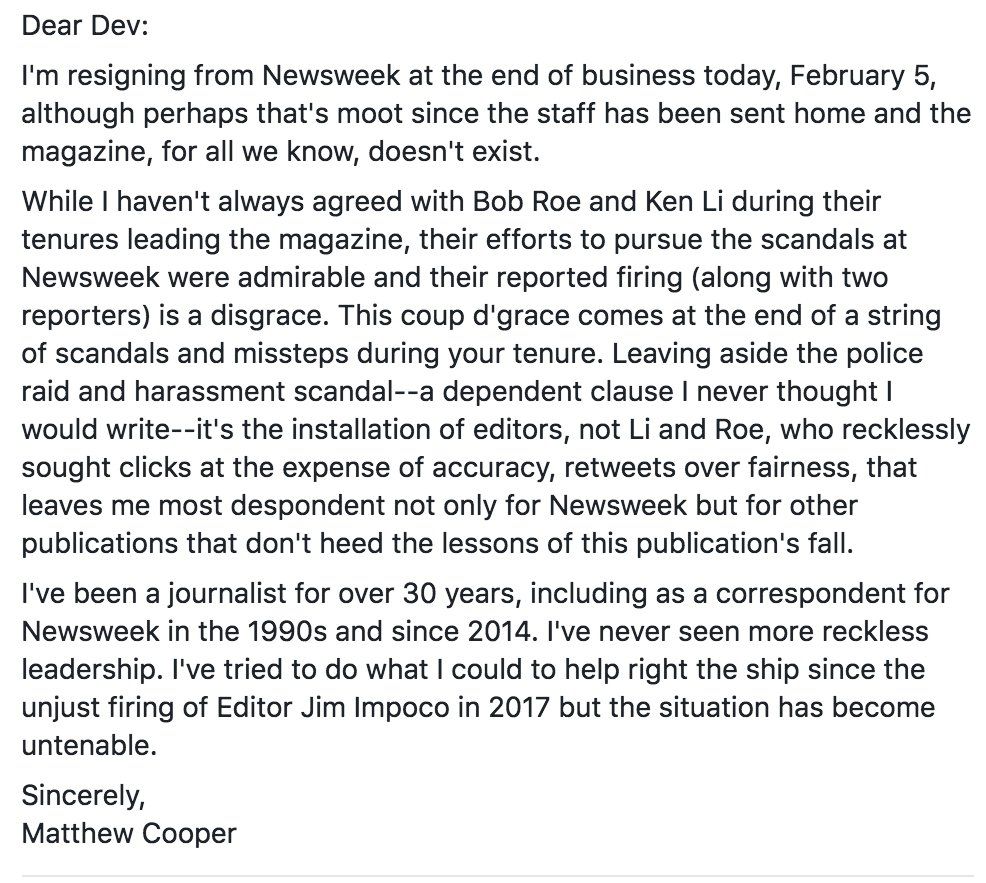 Dear Dev:
I'm resigning from Newsweek at the end of business today, February 5,
although perhaps that's moot since the staff has been sent home and the
magazine, for all we know, doesn't exist.
While I haven't always agreed with Bob Roe and Ken Li during their
tenures leading the magazine, their efforts to pursue the scandals at
Newsweek were admirable and their reported firing (along with two
reporters) is a disgrace. This coup d'grace comes at the end of a string
of scandals and missteps during your tenure. Leaving aside the police
raid and harassment scandal--a dependent clause I never thought I
would write--it's the installation of editors, not Li and Roe, who recklessly
sought clicks at the expense of accuracy, retweets over fairness, that
leaves me most despondent not only for Newsweek but for other
publications that don't heed the lessons of this publication's fall.
I've been a journalist for over 30 years, including as a correspondent for
Newsweek in the 1990s and since 2014. I've never seen more reckless
leadership. I've tried to do what I could to help right the ship since the
unjust firing of Editor Jim Impoco in 2017 but the situation has become
untenable.
Sincerely,
Matthew Cooper